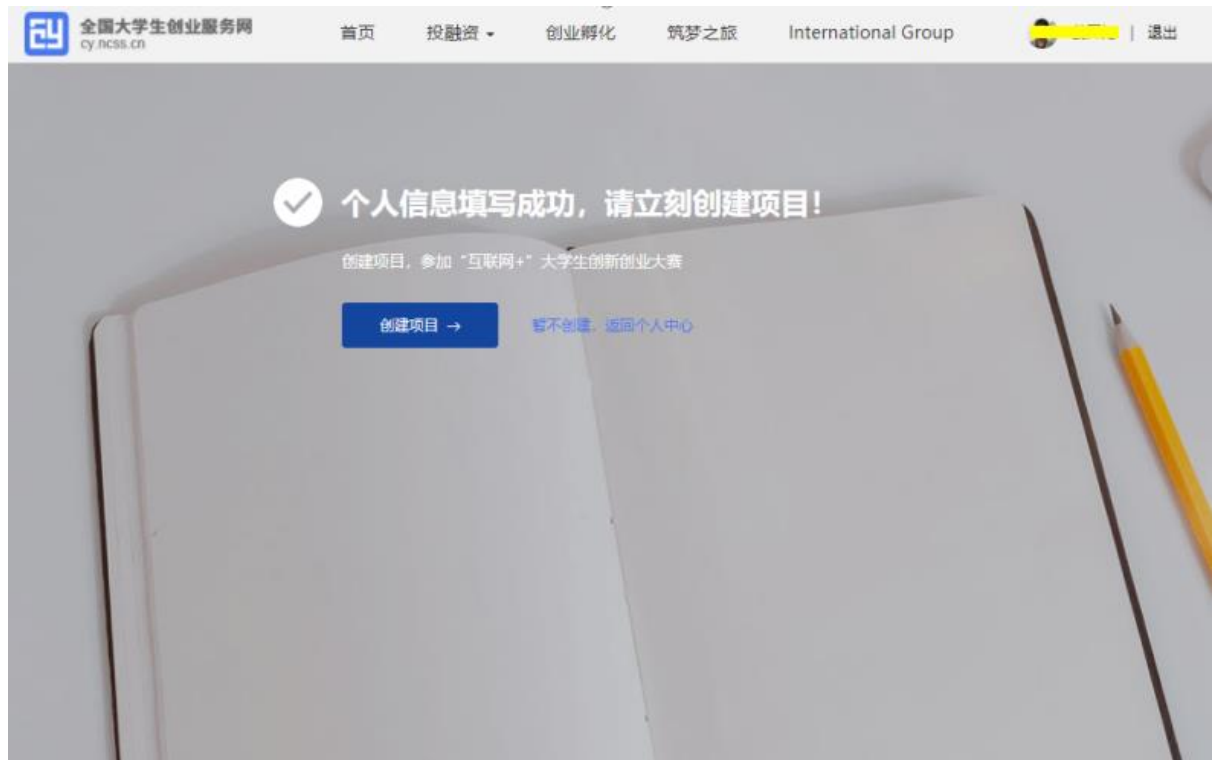 全国大学生创业服务网
cy.ncss.cn
首页 投融资 创业孵化 筑梦之旅 International Group | 退出
个人信息填写成功，请立刻创建项目！
创建项目，参加“互联网+”大学生创新创业大赛
创建项目 → 暂不创建，返回个人中心